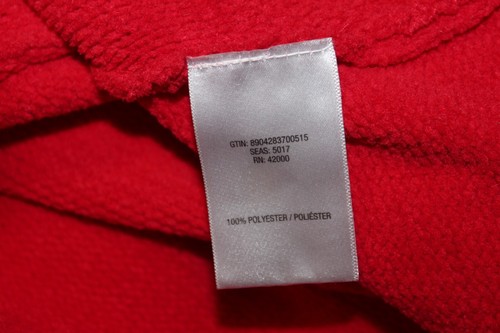 GTIN: 8904283700515
SEAS: 5017
RN: 42000
100% POLYESTER / POLIÉSTER